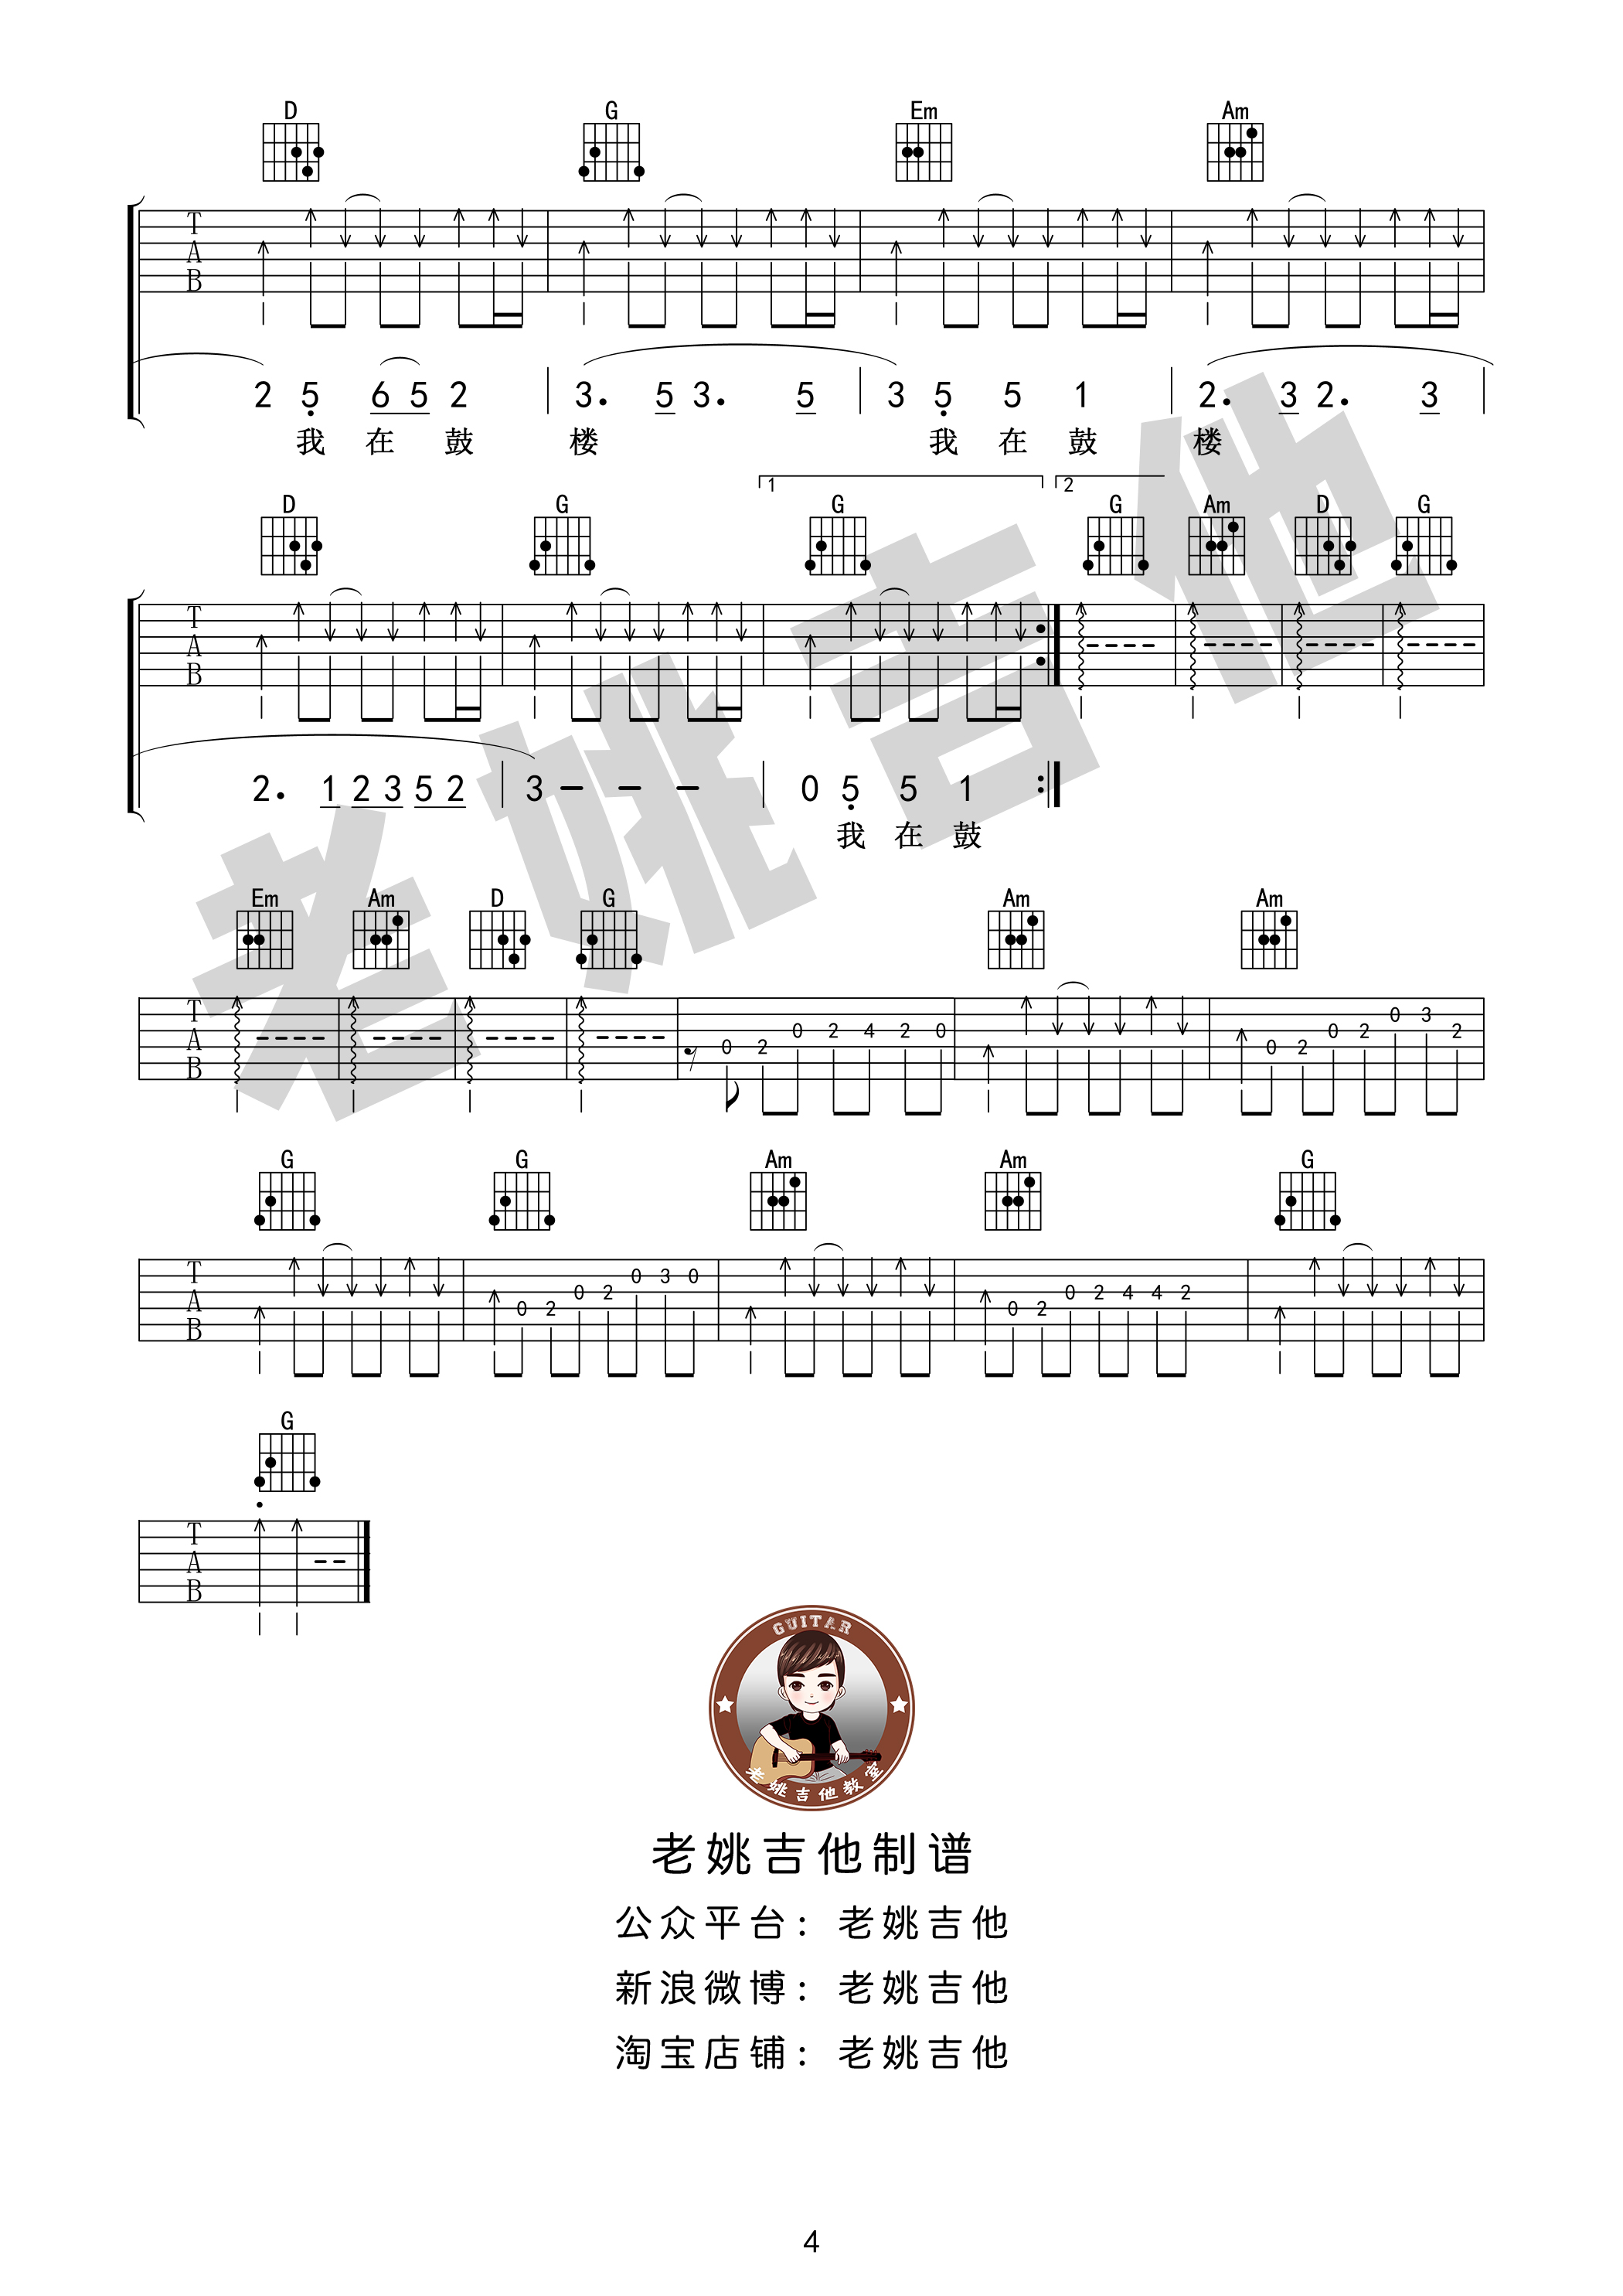 D G Em Am
T A B
2 5 6 5 2 3. 5 3. 5 3 5 5 1 2. 3 2. 3
我 在 鼓 楼 我 在 鼓 楼
1 2
D G G G Am D G
T A B
2. 1 2 3 5 2 3 – – – 0 5 5 1
我 在 鼓
Em Am D G Am Am
T A B
0 2 0 2 4 2 0 0 2 0 2 0 3 2
G G Am Am G
T A B
0 2 0 2 0 3 0 0 2 0 2 4 4 2
G
T A B
老姚吉他
GUITAR
老姚吉他教室
老姚吉他制谱
公众平台：老姚吉他
新浪微博：老姚吉他
淘宝店铺：老姚吉他
4